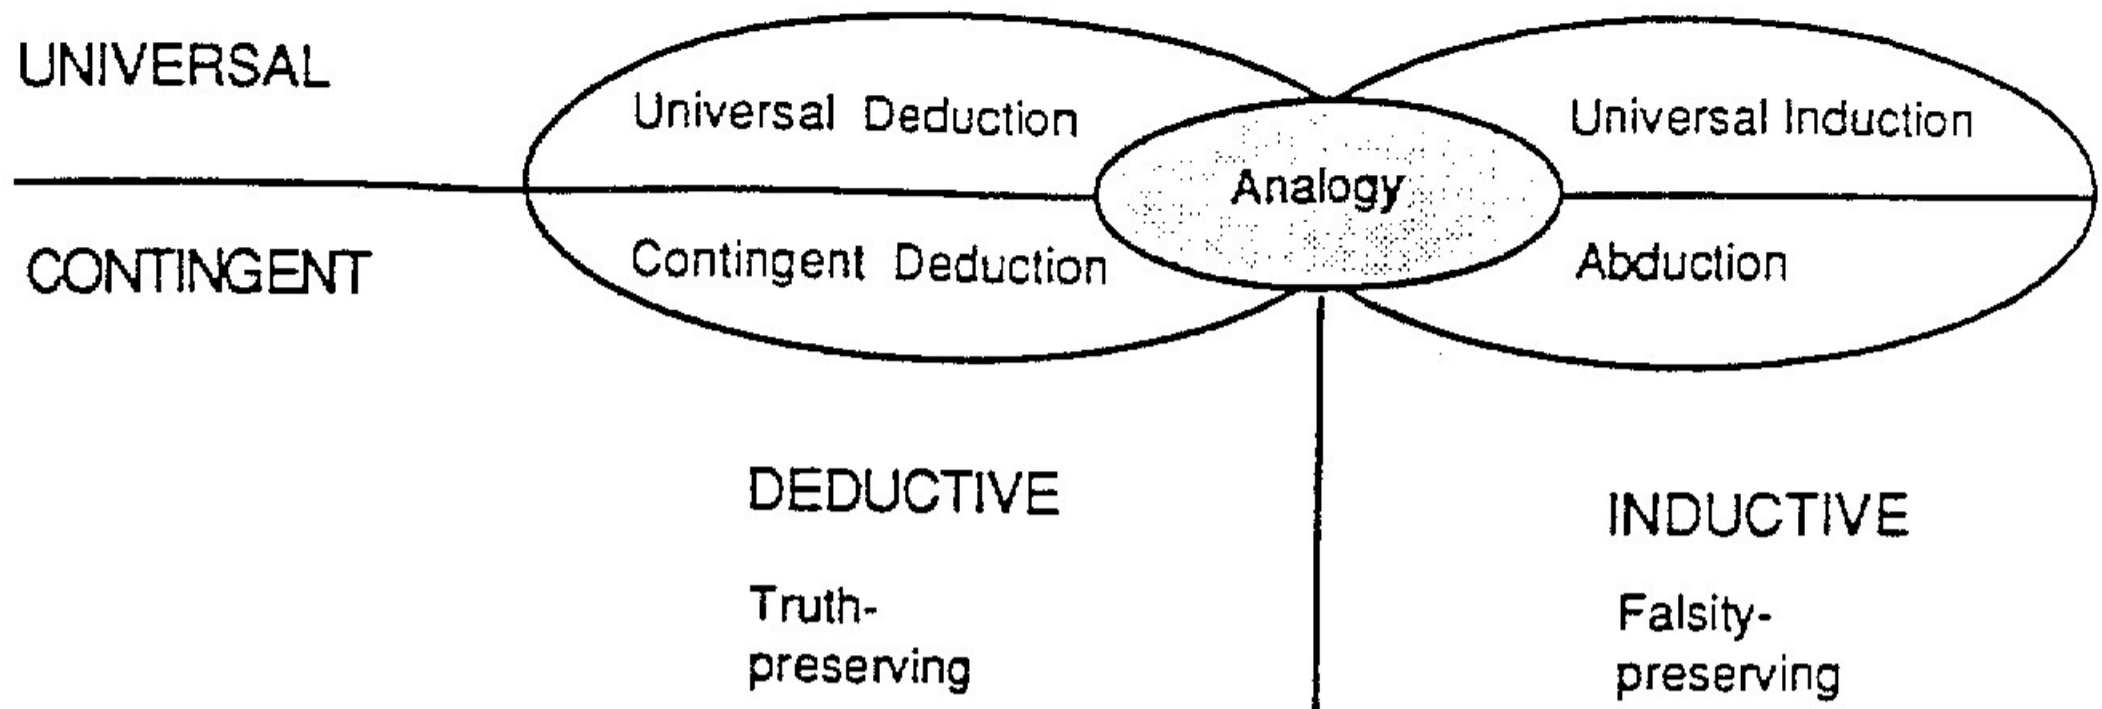 UNIVERSAL
Universal Deduction
Universal Induction
Analogy
CONTINGENT
Contingent Deduction
Abduction
DEDUCTIVE
INDUCTIVE
Truth-
preserving
Falsity-
preserving